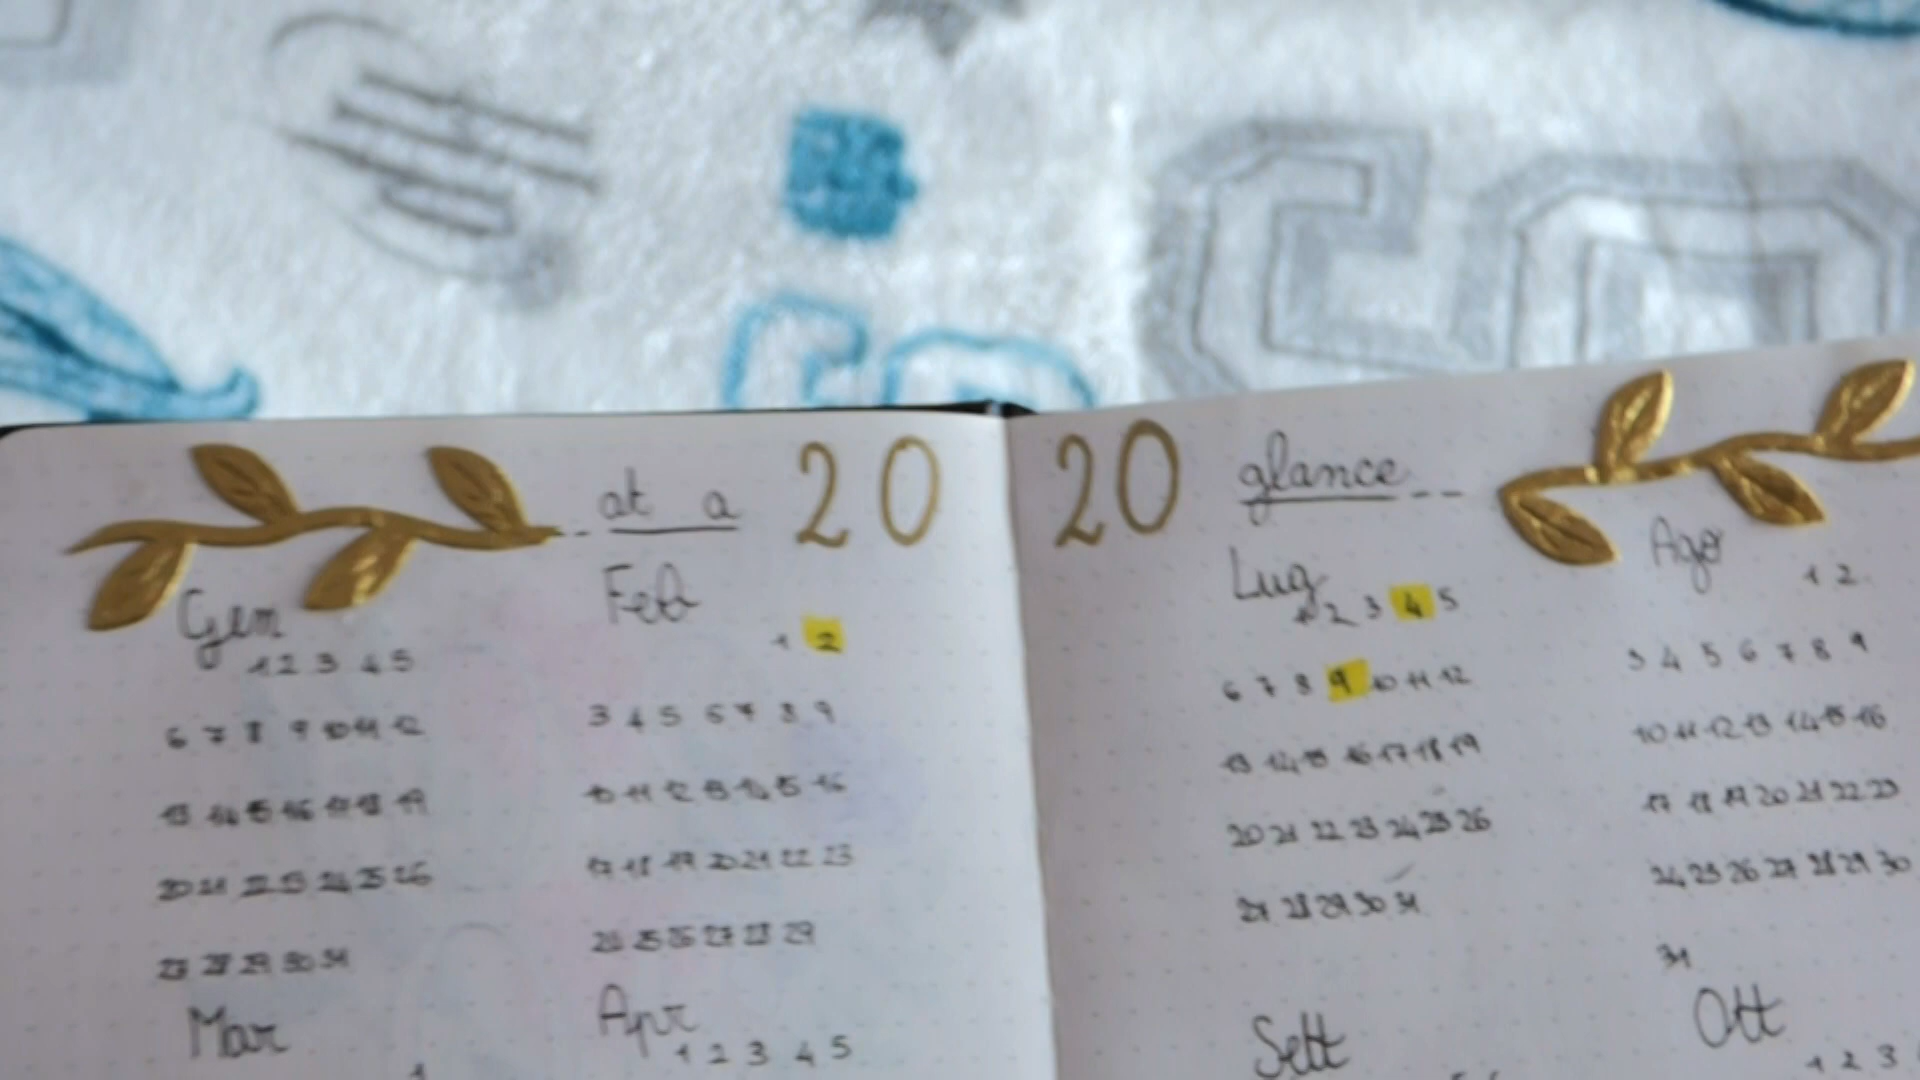 at a 20 20 glance
Gen
1 2 3 4 5
6 7 8 9 10 11 12
13 14 15 16 17 18 19
20 21 22 23 24 25 26
27 28 29 30 31
Feb
1 2
3 4 5 6 7 8 9
10 11 12 13 14 15 16
17 18 19 20 21 22 23
24 25 26 27 28 29
Mar
1
Apr
1 2 3 4 5
Lug
1 2 3 4 5
6 7 8 9 10 11 12
13 14 15 16 17 18 19
20 21 22 23 24 25 26
27 28 29 30 31
Ago
1 2
3 4 5 6 7 8 9
10 11 12 13 14 15 16
17 18 19 20 21 22 23
24 25 26 27 28 29 30
31
Sett
Ott
1 2 3